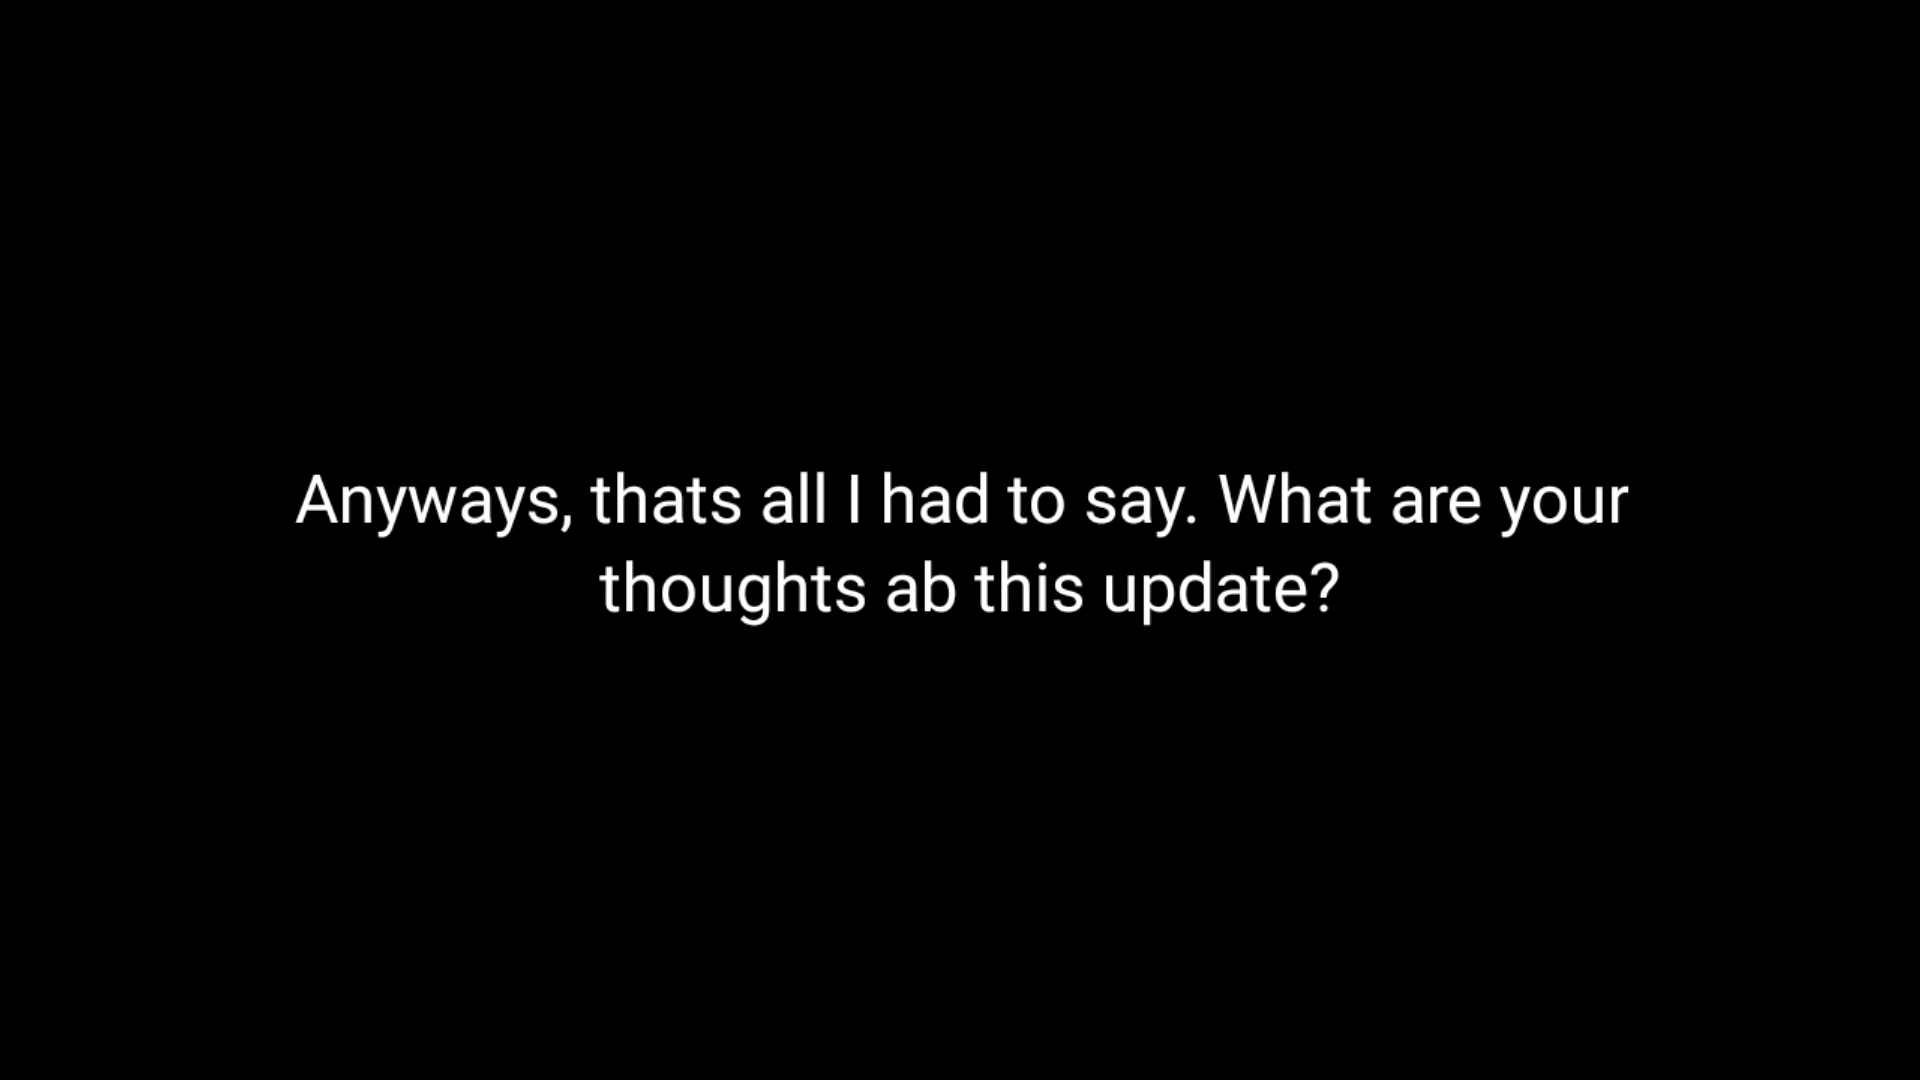 Anyways, thats all I had to say. What are your
thoughts ab this update?